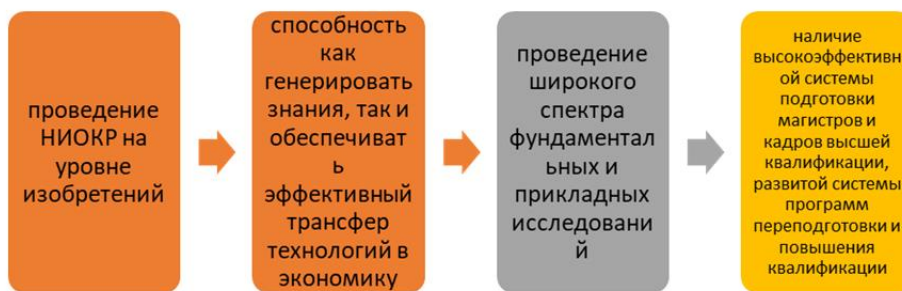 проведение
НИОКР на
уровне
изобретений
способность
как
генерировать
знания, так и
обеспечиват
ь
эффективный
трансфер
технологий в
экономику
проведение
широкого
спектра
фундаментал
ьных и
прикладных
исследовани
й
наличие
высокоэффективн
ой системы
подготовки
магистров и
кадров высшей
квалификации,
развитой системы
программ
переподготовки и
повышения
квалификации